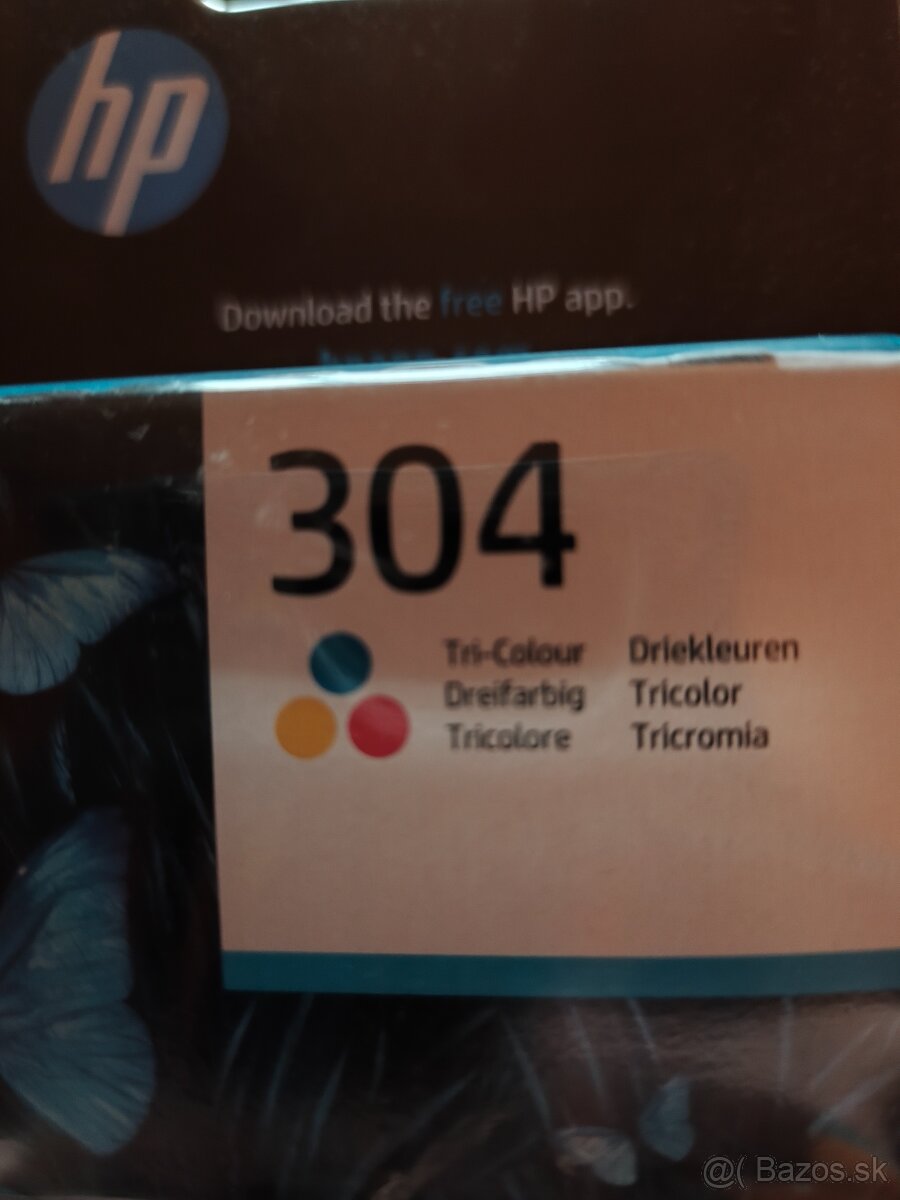 hp
Download the free HP app.
304
Tri-Colour Driekleuren
Dreifarbig Tricolor
Tricolore Tricromia
@( Bazos.sk